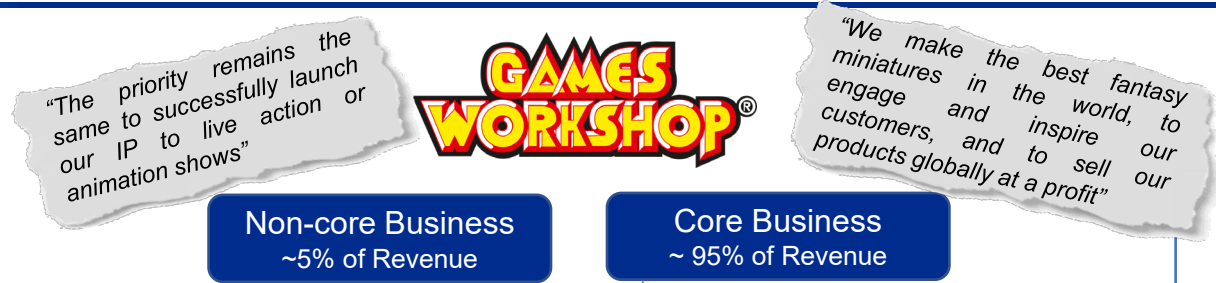 “The priority remains the
same to successfully launch
our IP to live action or
animation shows”
GAMES
WORKSHOP®
“We make the best fantasy
miniatures in the world, to
engage and inspire our
customers, and to sell our
products globally at a profit”
Non-core Business
~5% of Revenue
Core Business
~ 95% of Revenue